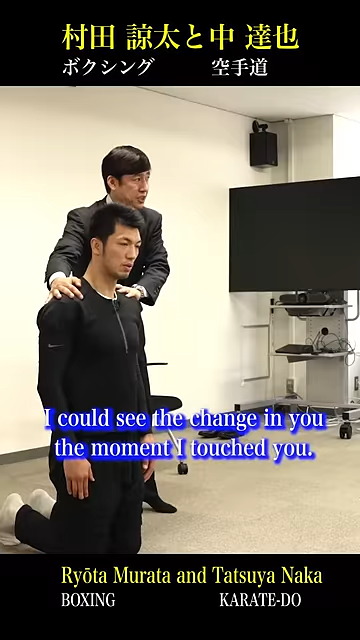 村田 諒太と中 達也
ボクシング 空手道
I could see the change in you
the moment I touched you.
Ryōta Murata and Tatsuya Naka
BOXING KARATE-DO